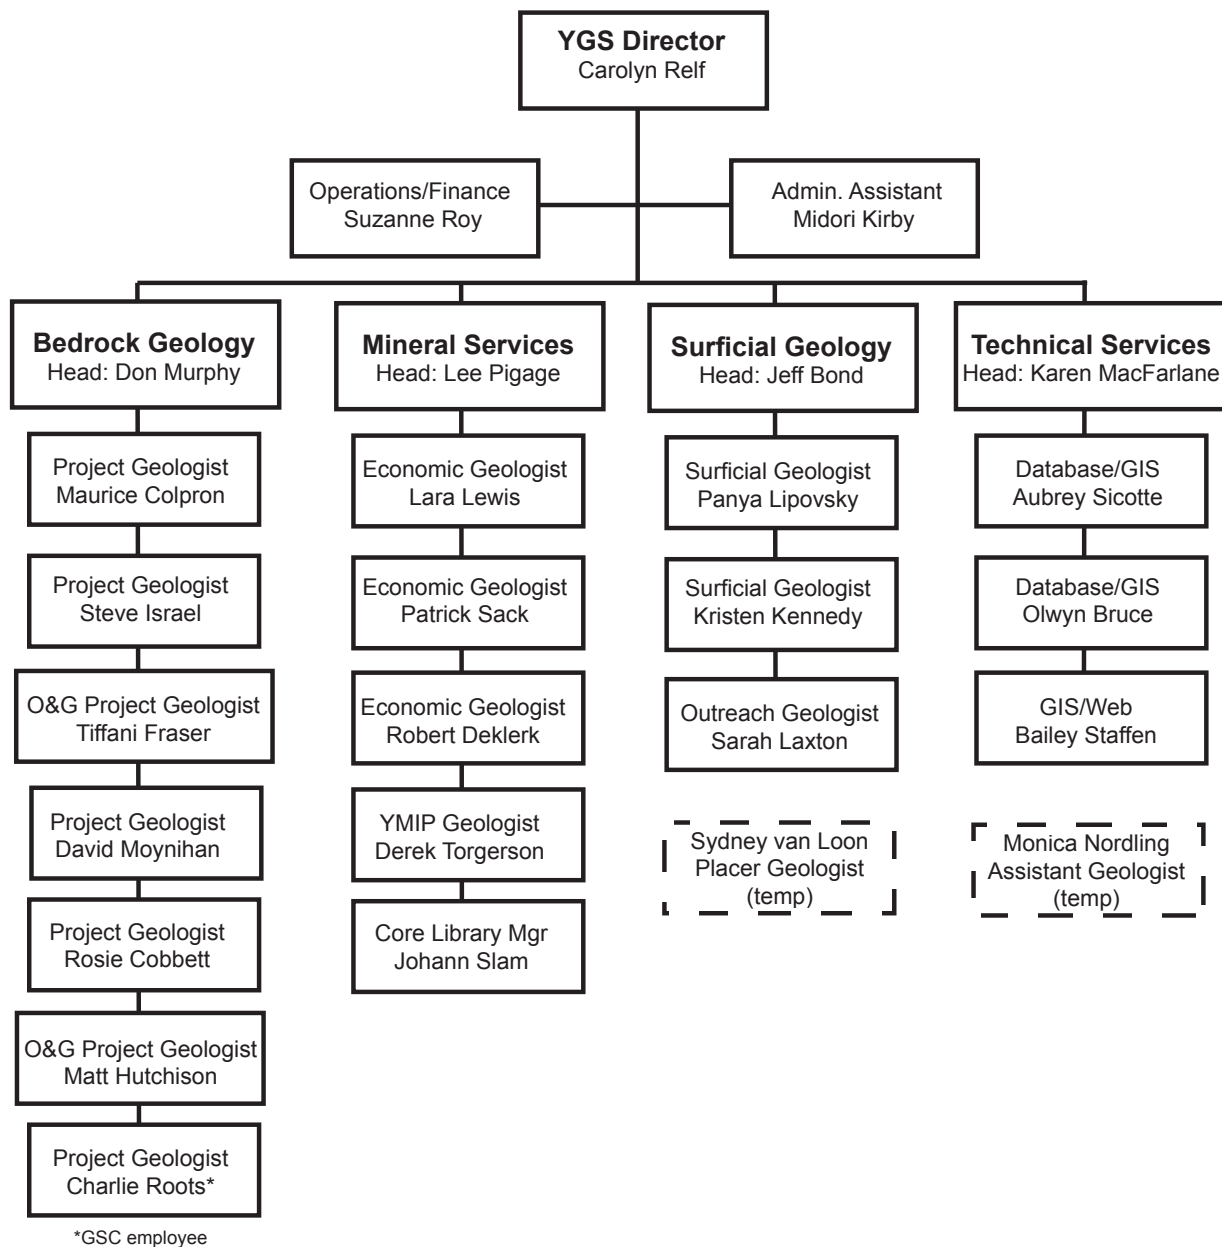 YGS Director
Carolyn Relf
Operations/Finance
Suzanne Roy
Admin. Assistant
Midori Kirby
Bedrock Geology
Head: Don Murphy
Project Geologist
Maurice Colpron
Project Geologist
Steve Israel
O&G Project Geologist
Tiffani Fraser
Project Geologist
David Moynihan
Project Geologist
Rosie Cobbett
O&G Project Geologist
Matt Hutchison
Project Geologist
Charlie Roots*
*GSC employee
Mineral Services
Head: Lee Pigage
Economic Geologist
Lara Lewis
Economic Geologist
Patrick Sack
Economic Geologist
Robert Deklerk
YMIP Geologist
Derek Torgerson
Core Library Mgr
Johann Slam
Surficial Geology
Head: Jeff Bond
Surficial Geologist
Panya Lipovsky
Surficial Geologist
Kristen Kennedy
Outreach Geologist
Sarah Laxton
Sydney van Loon
Placer Geologist
(temp)
Technical Services
Head: Karen MacFarlane
Database/GIS
Aubrey Sicotte
Database/GIS
Olwyn Bruce
GIS/Web
Bailey Staffen
Monica Nordling
Assistant Geologist
(temp)